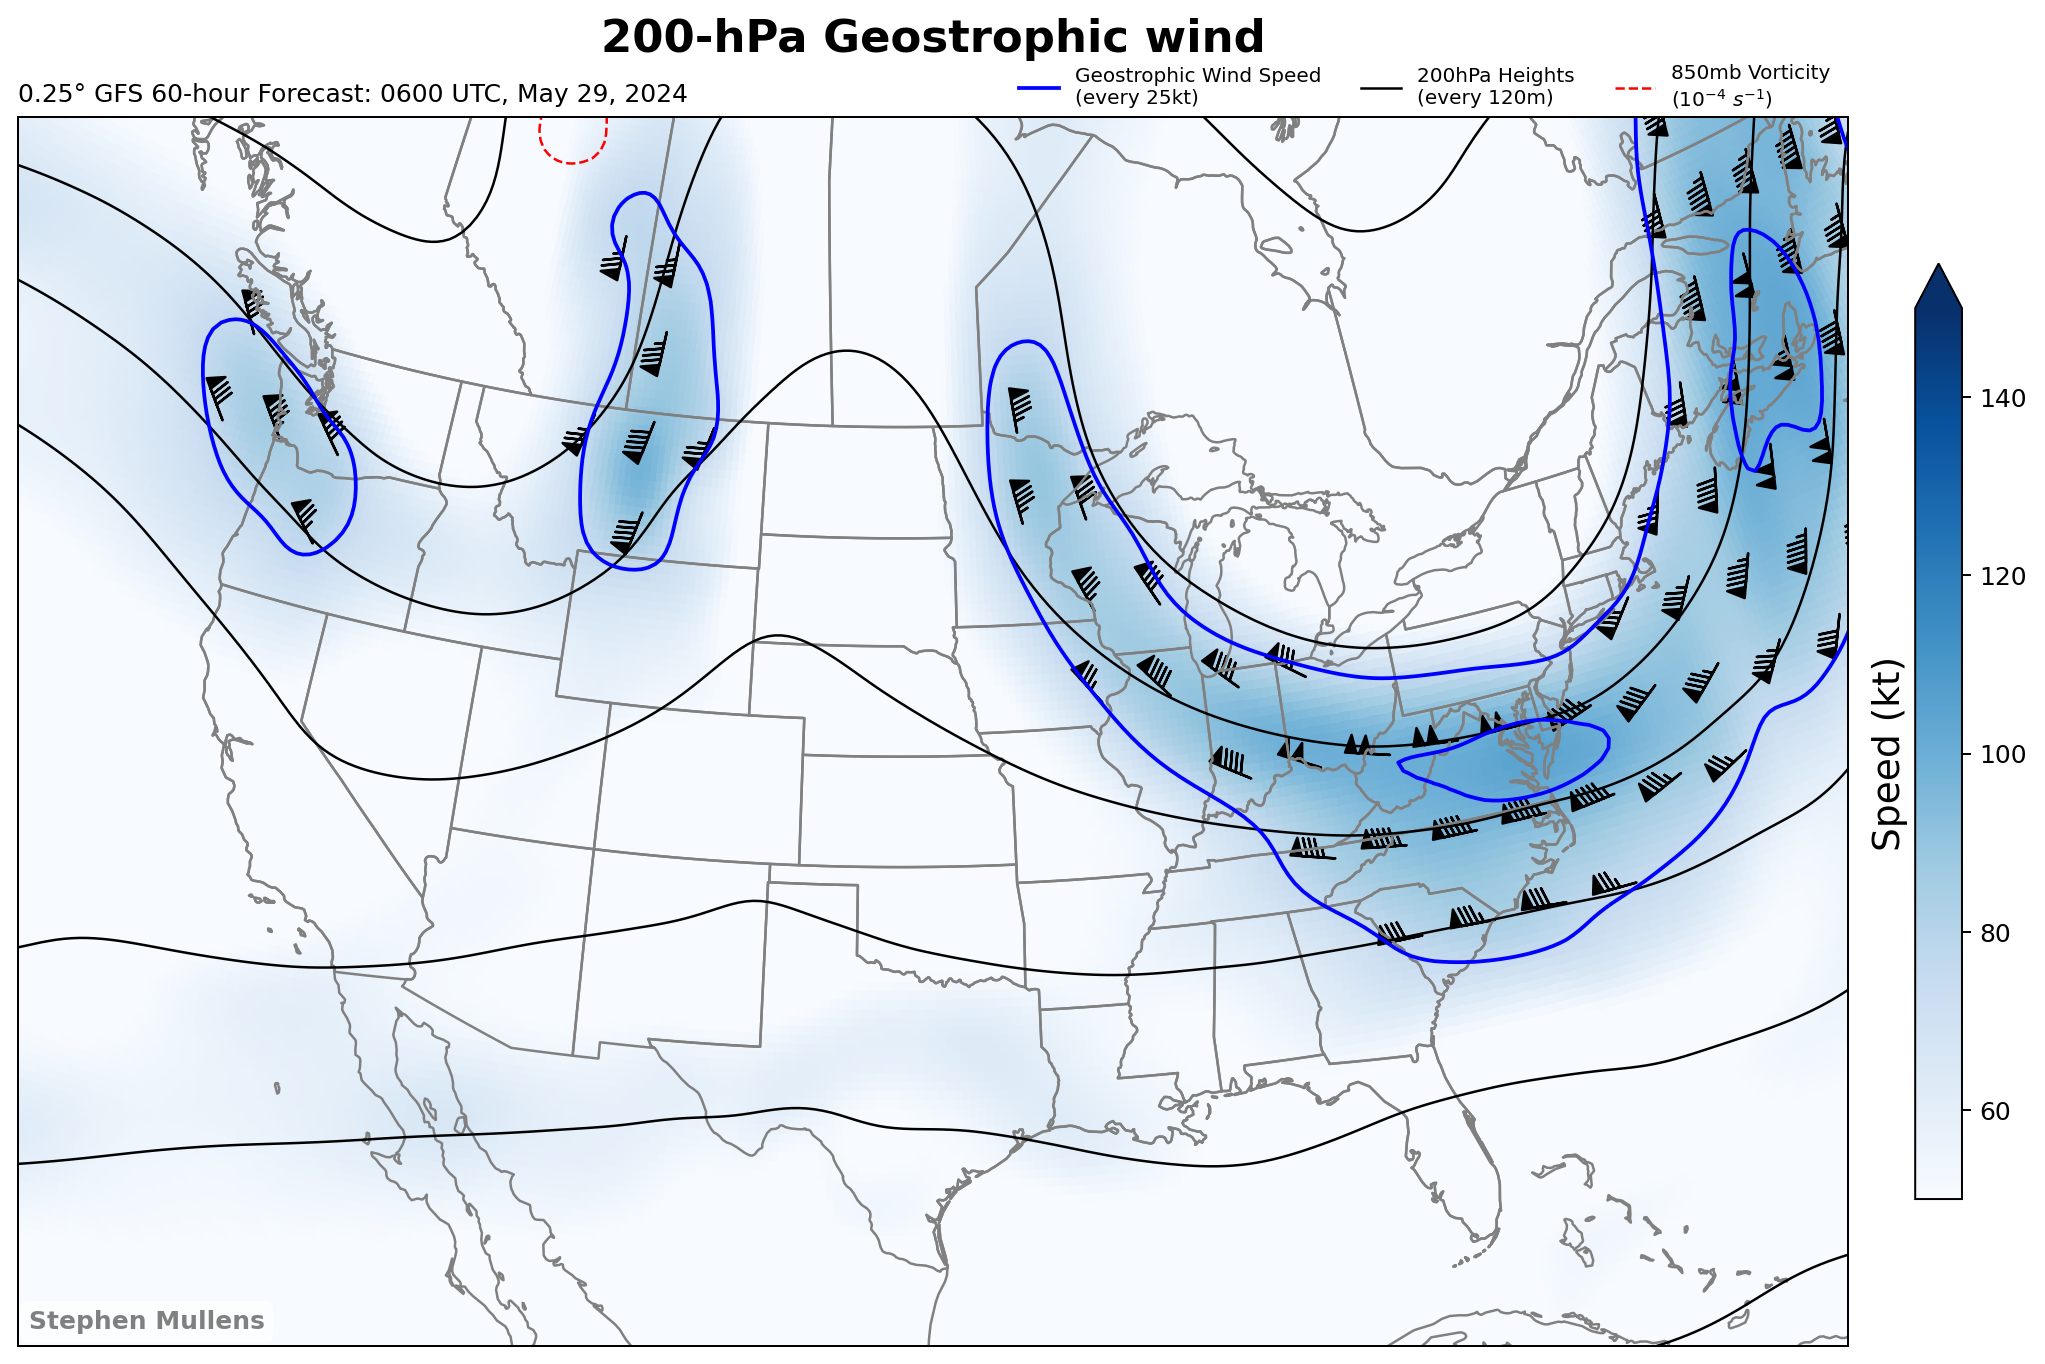 200-hPa Geostrophic wind
0.25° GFS 60-hour Forecast: 0600 UTC, May 29, 2024
Geostrophic Wind Speed
(every 25kt)
200hPa Heights
(every 120m)
850mb Vorticity
(10⁻⁴ s⁻¹)
140
120
100
80
60
Speed (kt)
Stephen Mullens